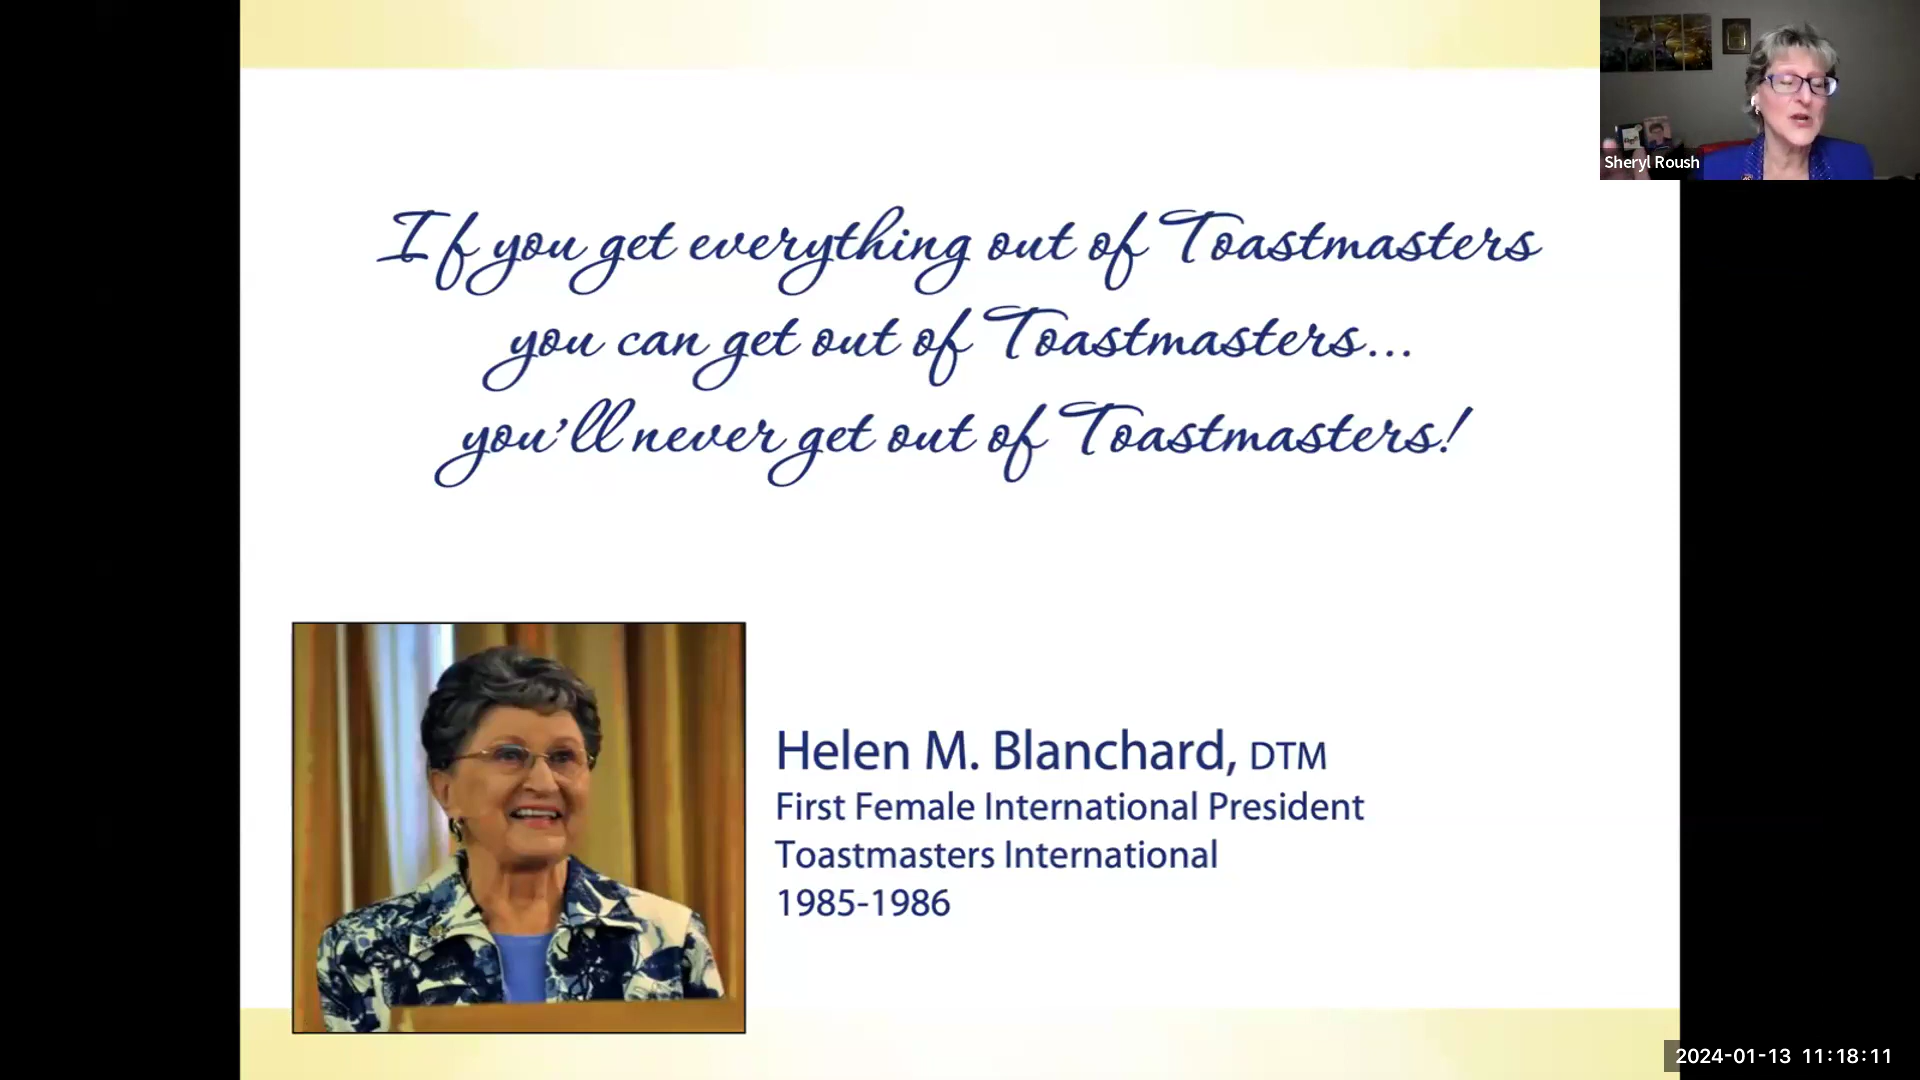 If you get everything out of Toastmasters
you can get out of Toastmasters...
you'll never get out of Toastmasters!
Helen M. Blanchard, DTM
First Female International President
Toastmasters International
1985-1986
Sheryl Roush
2024-01-13 11:18:11